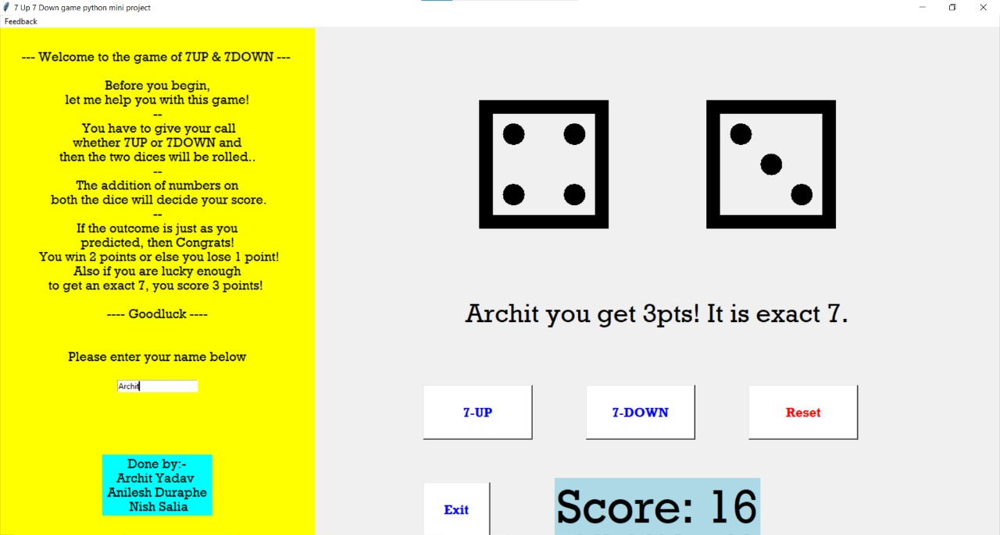 7 Up 7 Down game python mini project
Feedback
--- Welcome to the game of 7UP & 7DOWN ---
Before you begin,
let me help you with this game!
--
You have to give your call
whether 7UP or 7DOWN and
then the two dices will be rolled..
--
The addition of numbers on
both the dice will decide your score.
--
If the outcome is just as you
predicted, then Congrats!
You win 2 points or else you lose 1 point!
Also if you are lucky enough
to get an exact 7, you score 3 points!
---- Goodluck ----
Please enter your name below
Archit
Done by:-
Archit Yadav
Anilesh Duraphe
Nish Salia
Archit you get 3pts! It is exact 7.
7-UP
7-DOWN
Reset
Exit
Score: 16